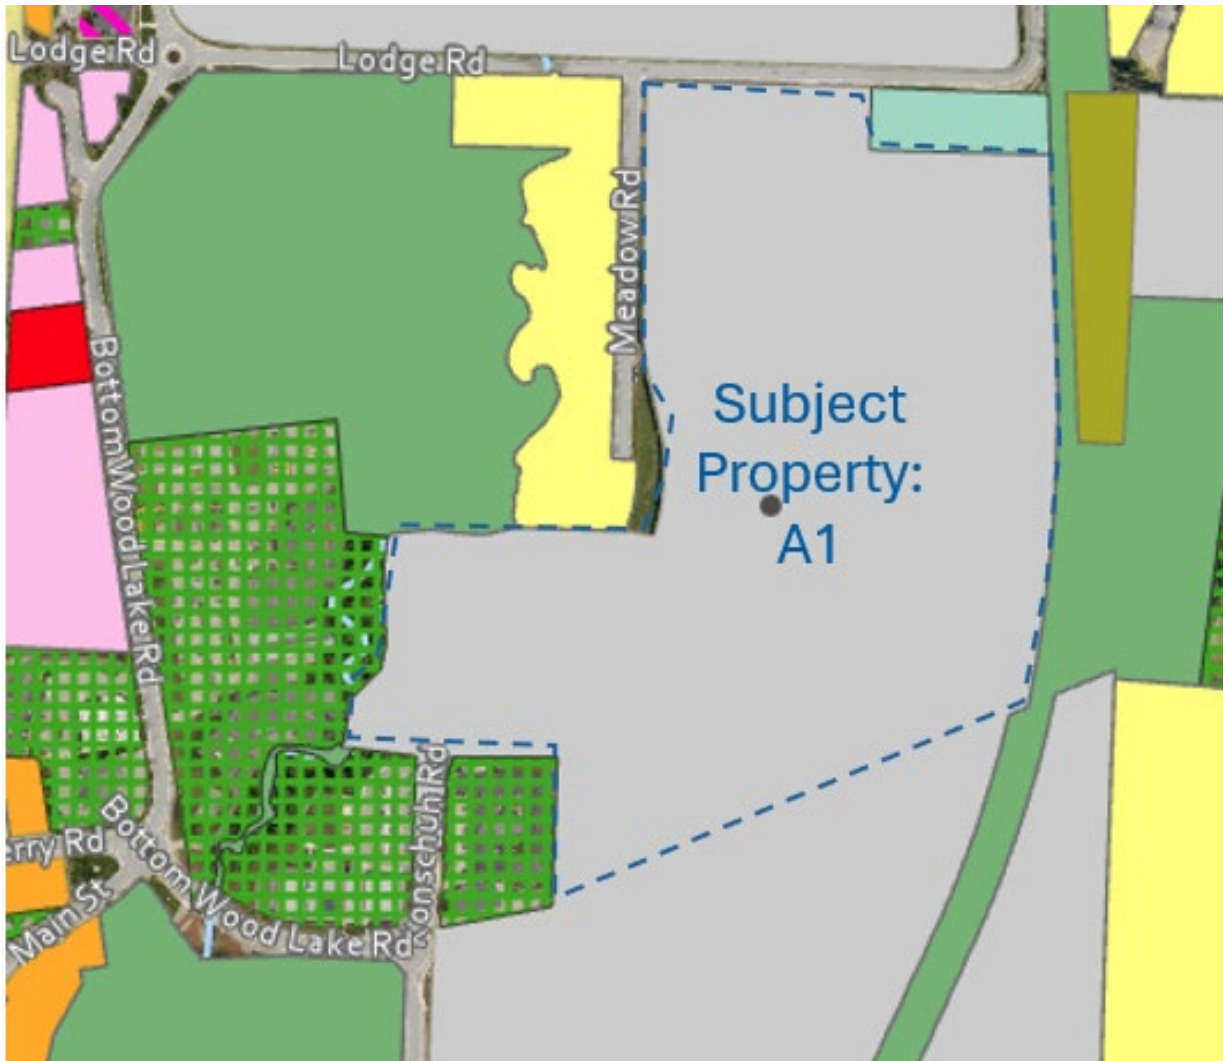 Lodge Rd
Lodge Rd
Meadow Rd
Subject
Property:
A1
Bottom Wood Lake Rd
Bottom Wood Lake Rd
Konschuh Rd
erry Rd
Main St